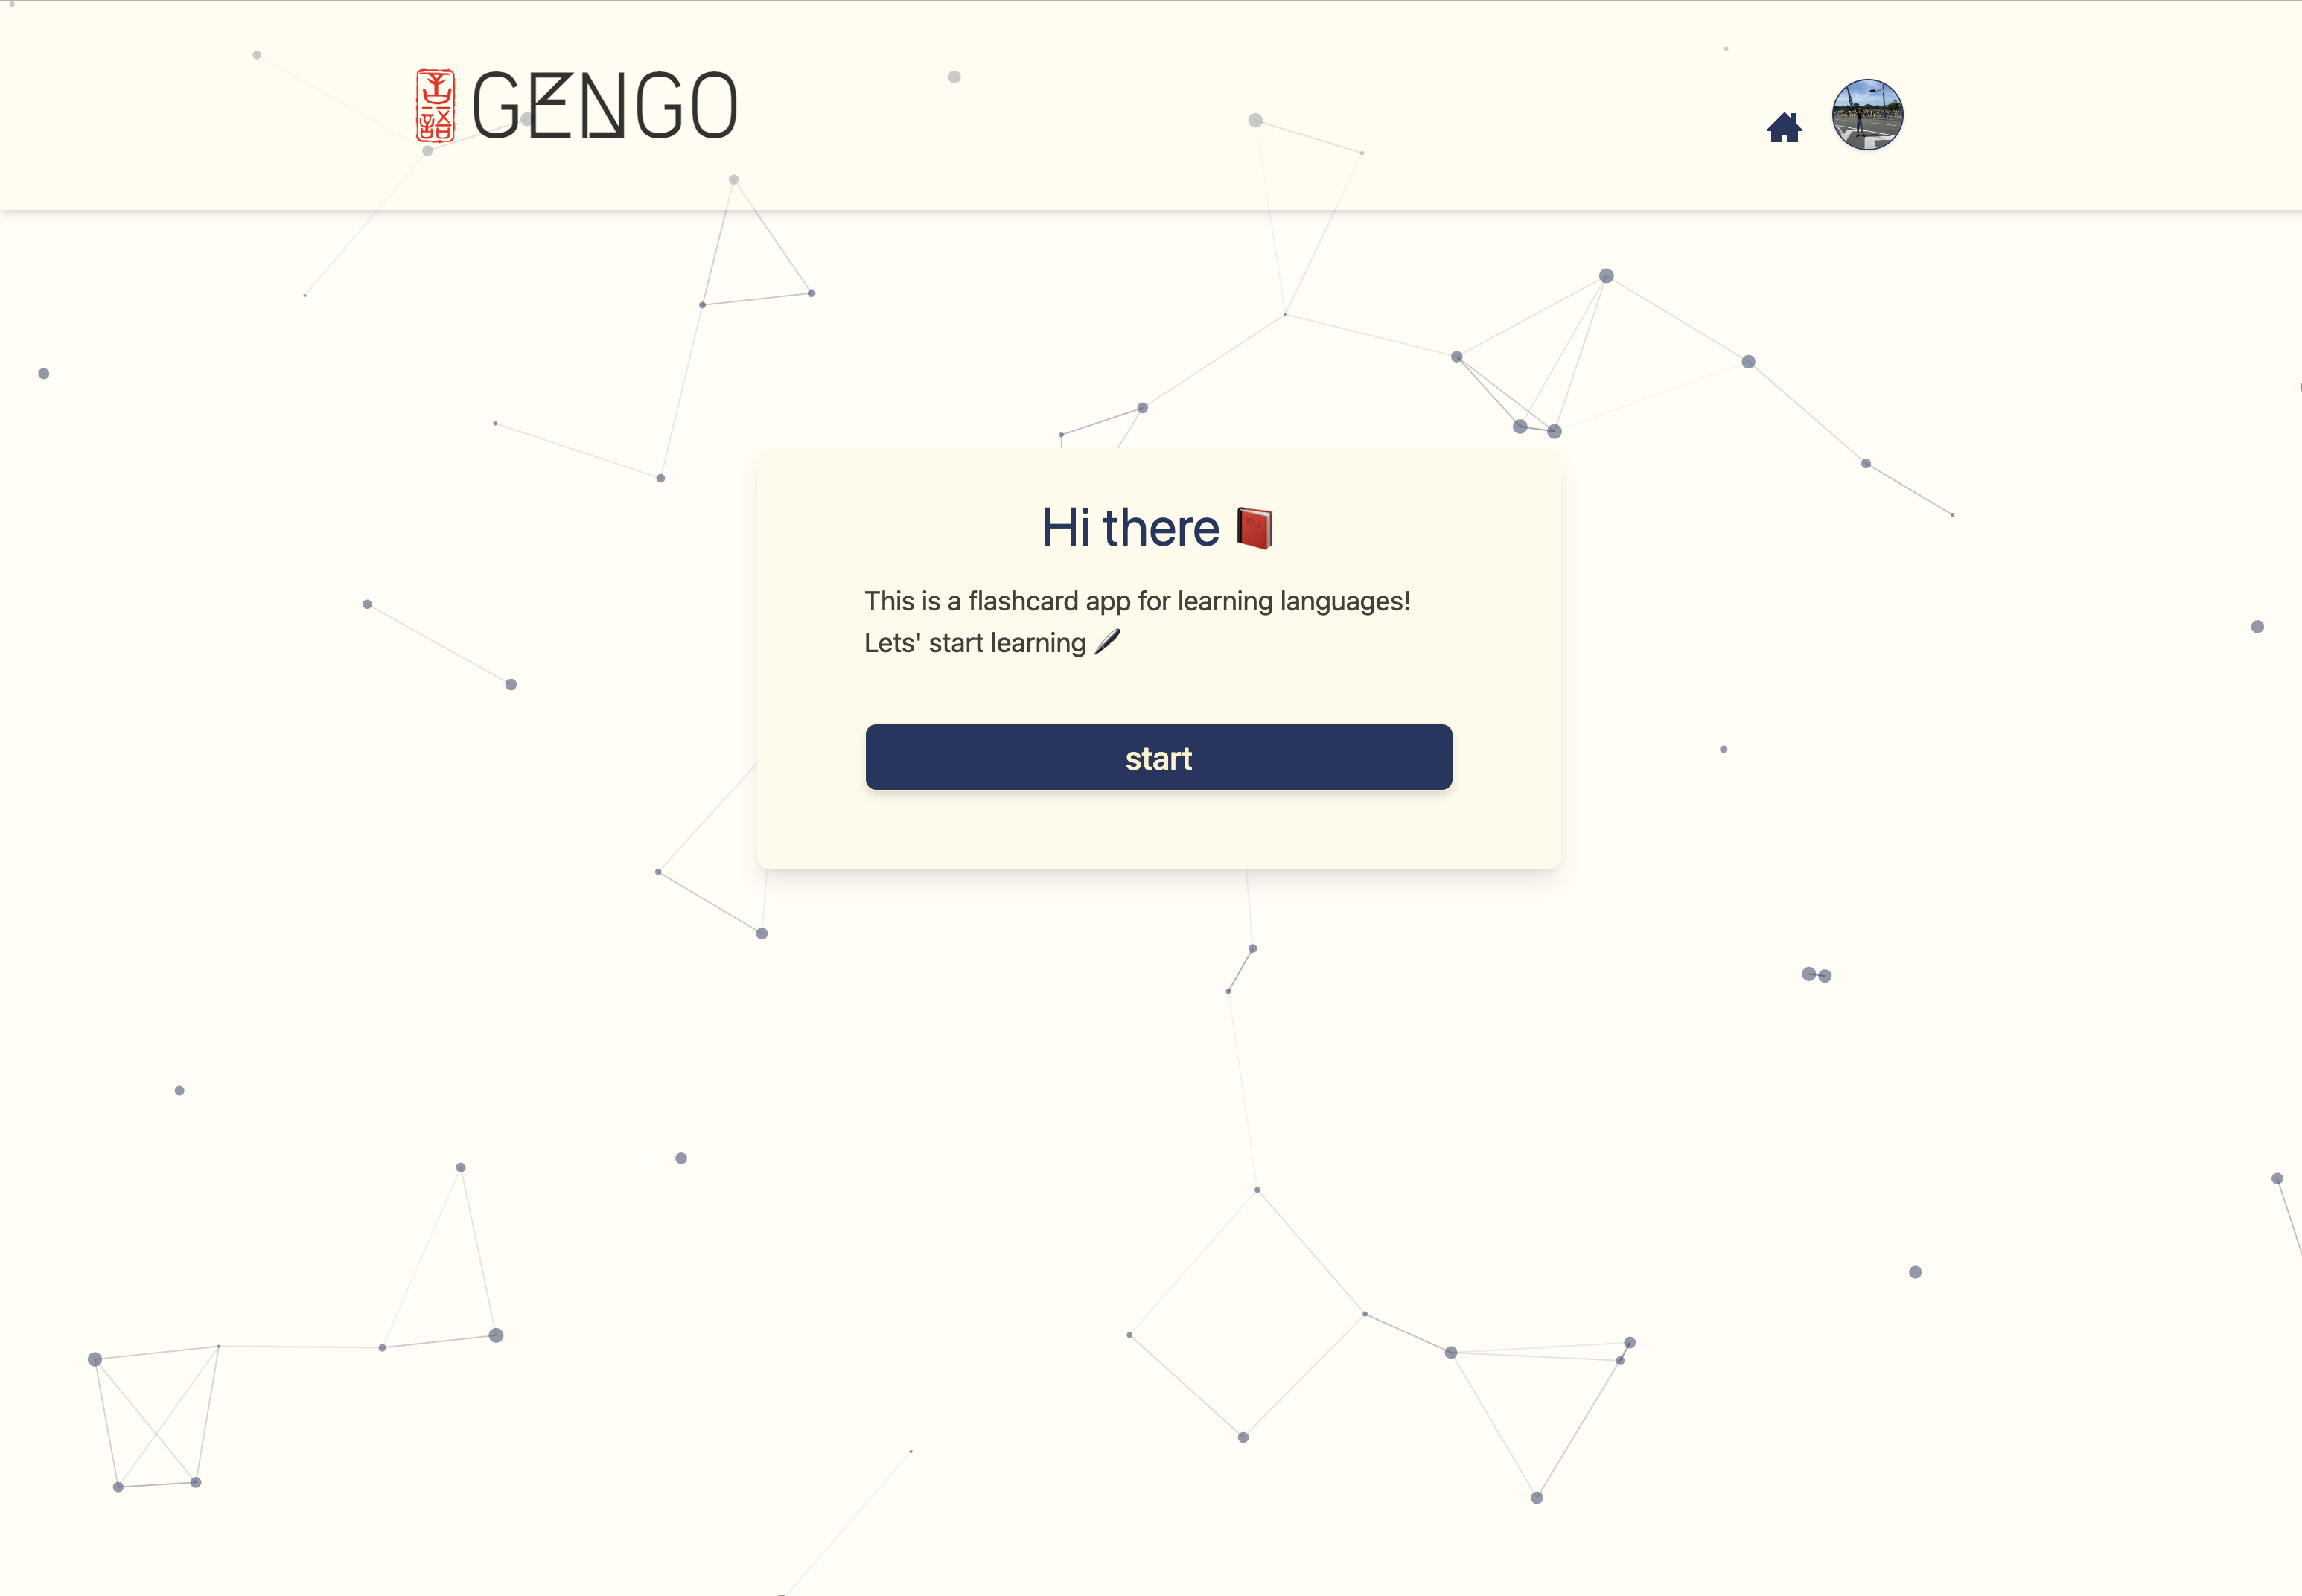 GENGO
Hi there
This is a flashcard app for learning languages!
Lets' start learning
start